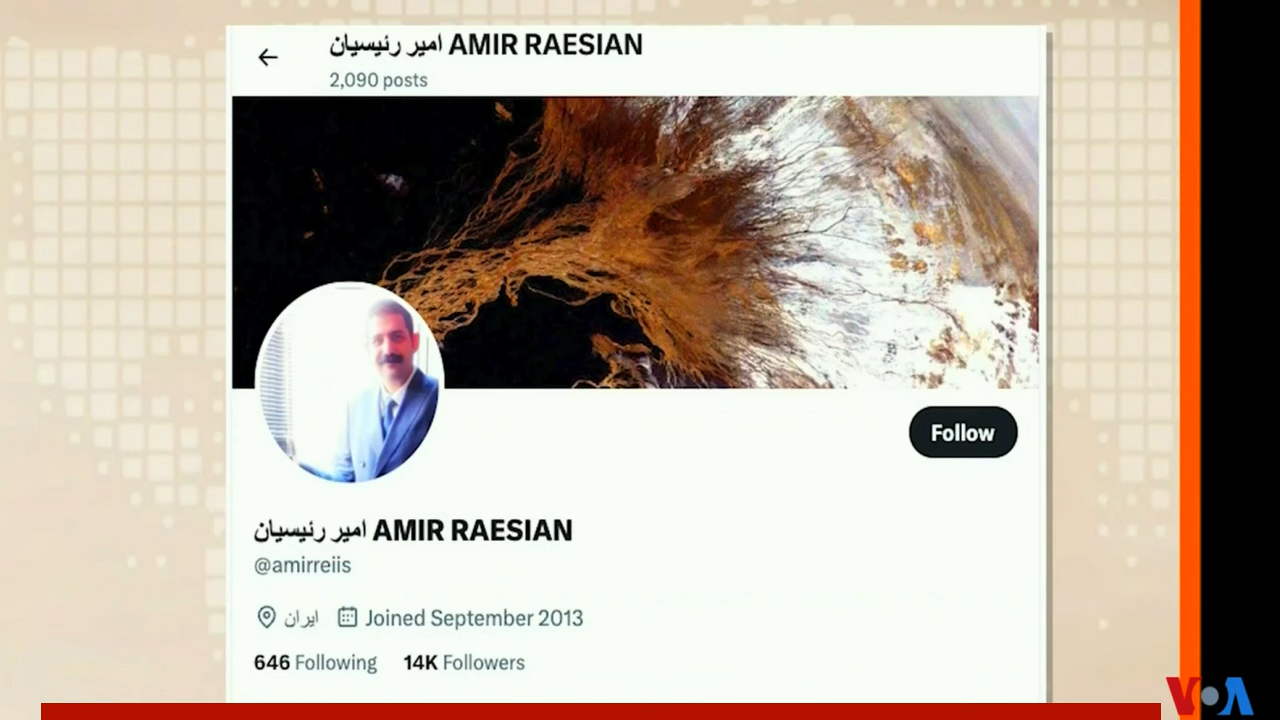 امیر رئیسیان AMIR RAESIAN
2,090 posts
Follow
امیر رئیسیان AMIR RAESIAN
@amirreiis
ایران Joined September 2013
646 Following 14K Followers
VOA